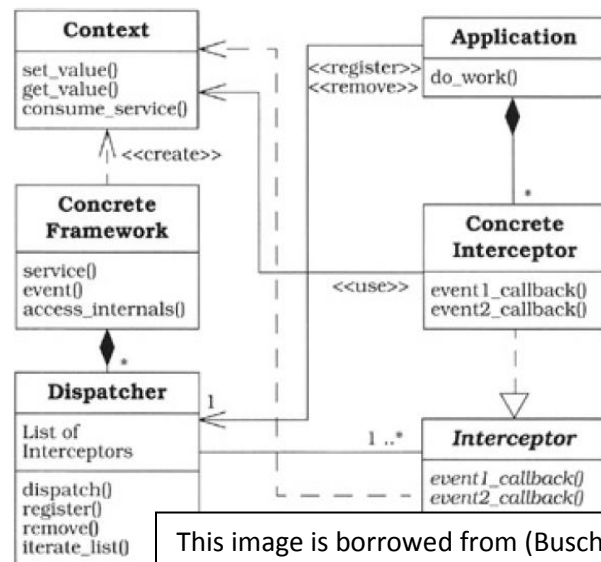 Context
set_value()
get_value()
consume_service()
<<create>>
Concrete
Framework
service()
event()
access_internals()
*
Dispatcher
List of
Interceptors
dispatch()
register()
remove()
iterate_list()
1
<<register>>
<<remove>>
Application
do_work()
*
Concrete
Interceptor
event1_callback()
event2_callback()
<<use>>
1 ..*
Interceptor
event1_callback()
event2_callback()
This image is borrowed from (Busch